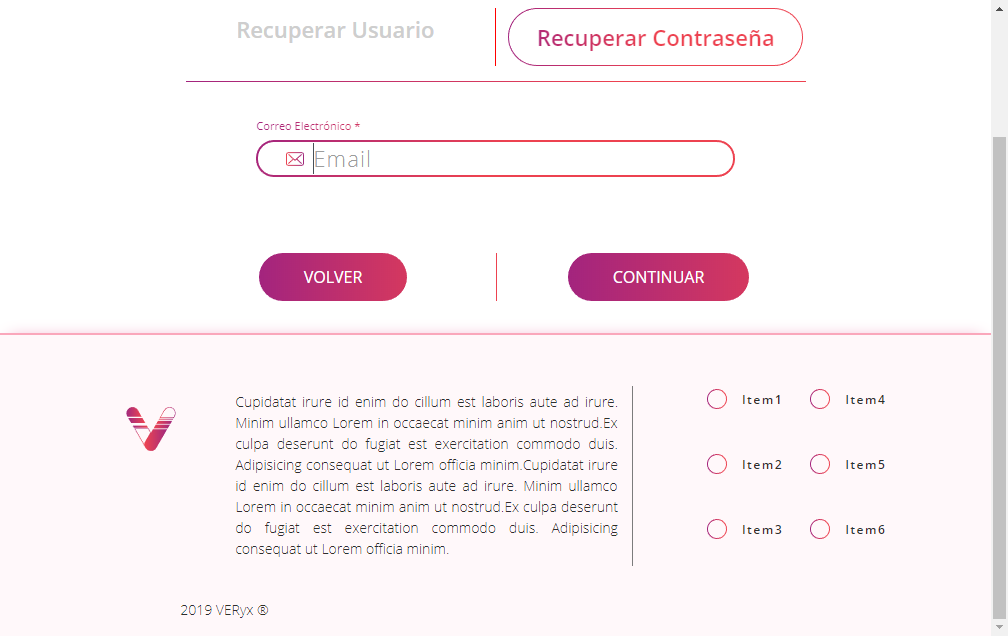 Recuperar Usuario
Recuperar Contraseña
Correo Electrónico *
Email
VOLVER
CONTINUAR
Cupidatat irure id enim do cillum est laboris aute ad irure.
Minim ullamco Lorem in occaecat minim anim ut nostrud.Ex
culpa deserunt do fugiat est exercitation commodo duis.
Adipisicing consequat ut Lorem officia minim.Cupidatat irure
id enim do cillum est laboris aute ad irure. Minim ullamco
Lorem in occaecat minim anim ut nostrud.Ex culpa deserunt
do fugiat est exercitation commodo duis. Adipisicing
consequat ut Lorem officia minim.
Item1
Item4
Item2
Item5
Item3
Item6
2019 VERyx ®